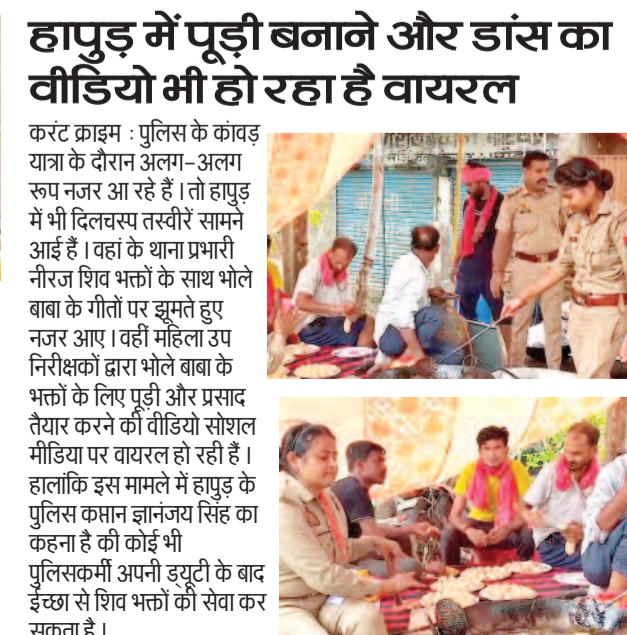 हापुड़ में पूड़ी बनाने और डांस का
वीडियो भी हो रहा है वायरल
करंट क्राइम : पुलिस के कांवड़
यात्रा के दौरान अलग-अलग
रूप नजर आ रहे हैं । तो हापुड़
में भी दिलचस्प तस्वीरें सामने
आई हैं । वहां के थाना प्रभारी
नीरज शिव भक्तों के साथ भोले
बाबा के गीतों पर झूमते हुए
नजर आए । वहीं महिला उप
निरीक्षकों द्वारा भोले बाबा के
भक्तों के लिए पूड़ी और प्रसाद
तैयार करने की वीडियो सोशल
मीडिया पर वायरल हो रही हैं ।
हालांकि इस मामले में हापुड़ के
पुलिस कप्तान ज्ञानंजय सिंह का
कहना है की कोई भी
पुलिसकर्मी अपनी ड्यूटी के बाद
ईच्छा से शिव भक्तों की सेवा कर
सकता है ।